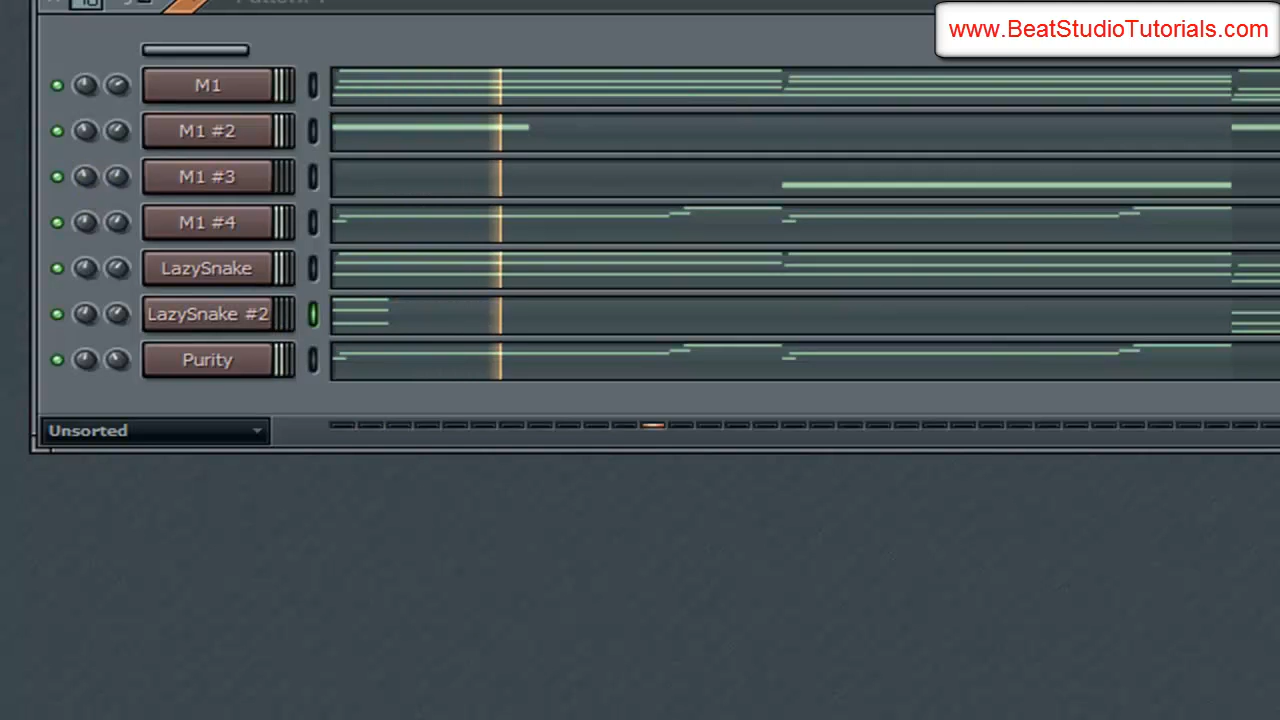 www.BeatStudioTutorials.com
M1
M1 #2
M1 #3
M1 #4
LazySnake
LazySnake #2
Purity
Unsorted